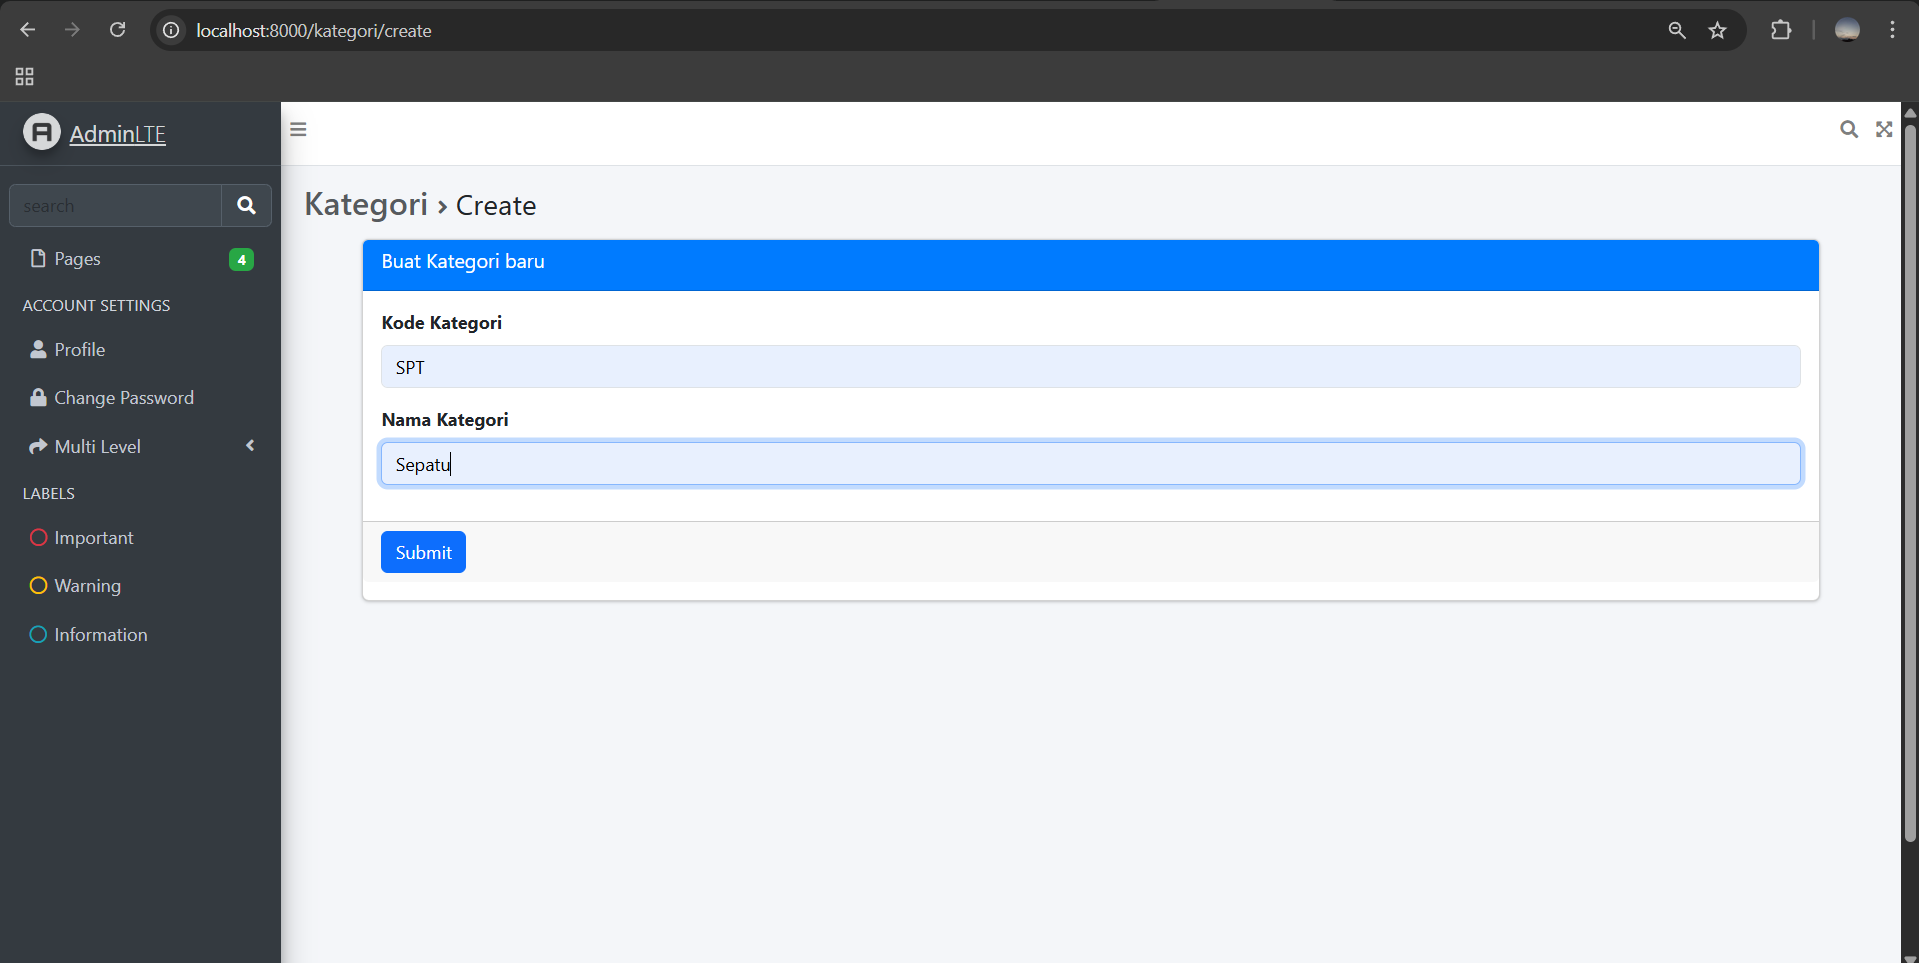 localhost:8000/kategori/create
AdminLTE
search
Pages
4
ACCOUNT SETTINGS
Profile
Change Password
Multi Level
LABELS
Important
Warning
Information
Kategori › Create
Buat Kategori baru
Kode Kategori
SPT
Nama Kategori
Sepatu
Submit